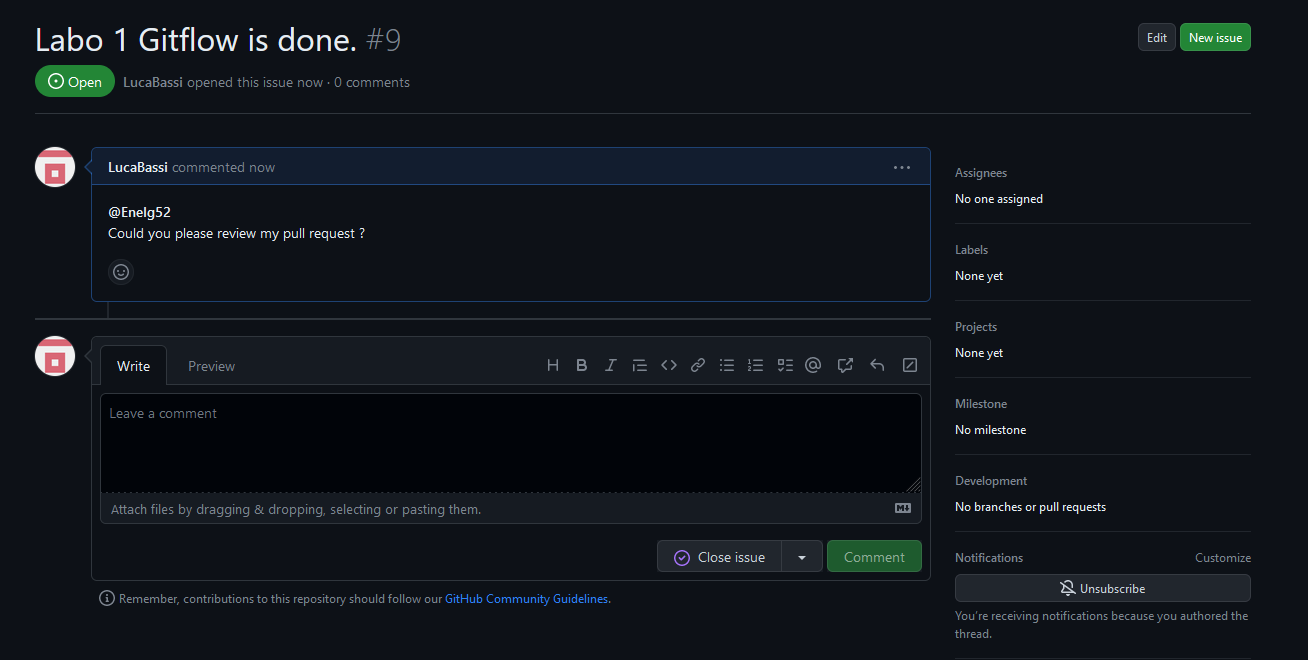 Labo 1 Gitflow is done. #9
Edit
New issue
Open
LucaBassi opened this issue now · 0 comments
LucaBassi commented now
@Enelg52
Could you please review my pull request ?
Assignees
No one assigned
Labels
None yet
Projects
None yet
Milestone
No milestone
Development
No branches or pull requests
Notifications
Customize
Unsubscribe
You're receiving notifications because you authored the
thread.
Write
Preview
Leave a comment
Attach files by dragging & dropping, selecting or pasting them.
Close issue
Comment
Remember, contributions to this repository should follow our GitHub Community Guidelines.